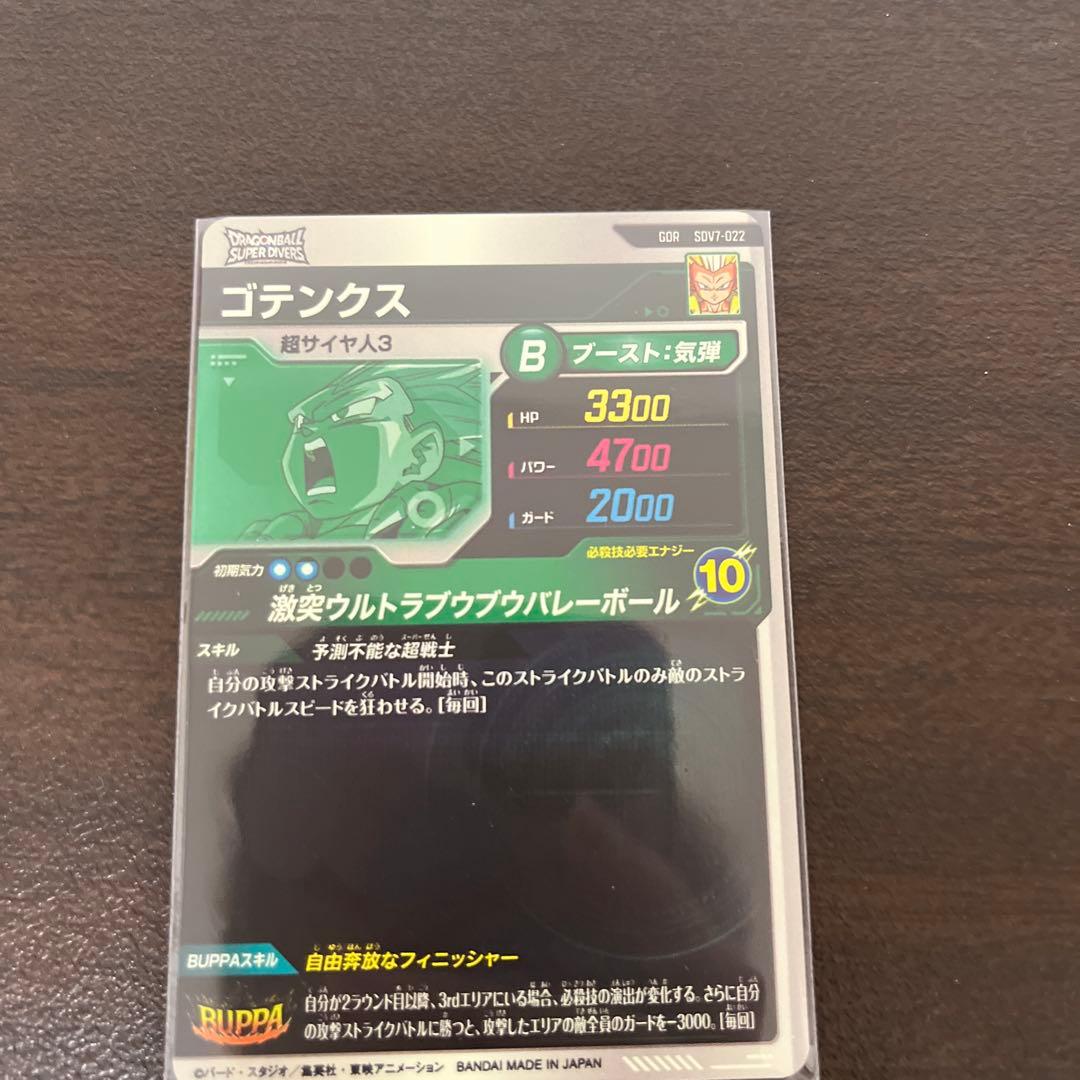 DRAGONBALL
SUPER DIVERS
GDR SDV7-022
ゴテンクス
超サイヤ人3
B ブースト:気弾
HP 3300
パワー 4700
ガード 2000
必殺技必要エナジー
初期気力
10
激突ウルトラブウブウバレーボール
スキル 予測不能な超戦士
自分の攻撃ストライクバトル開始時、このストライクバトルのみ敵のストラ
イクバトルスピードを狂わせる。[毎回]
BUPPAスキル 自由奔放なフィニッシャー
BUPPA
自分が2ラウンド目以降、3rdエリアにいる場合、必殺技の演出が変化する。さらに自分
の攻撃ストライクバトルに勝つと、攻撃したエリアの敵全員のガードを-3000。[毎回]
©バード・スタジオ/集英社・東映アニメーション BANDAI MADE IN JAPAN